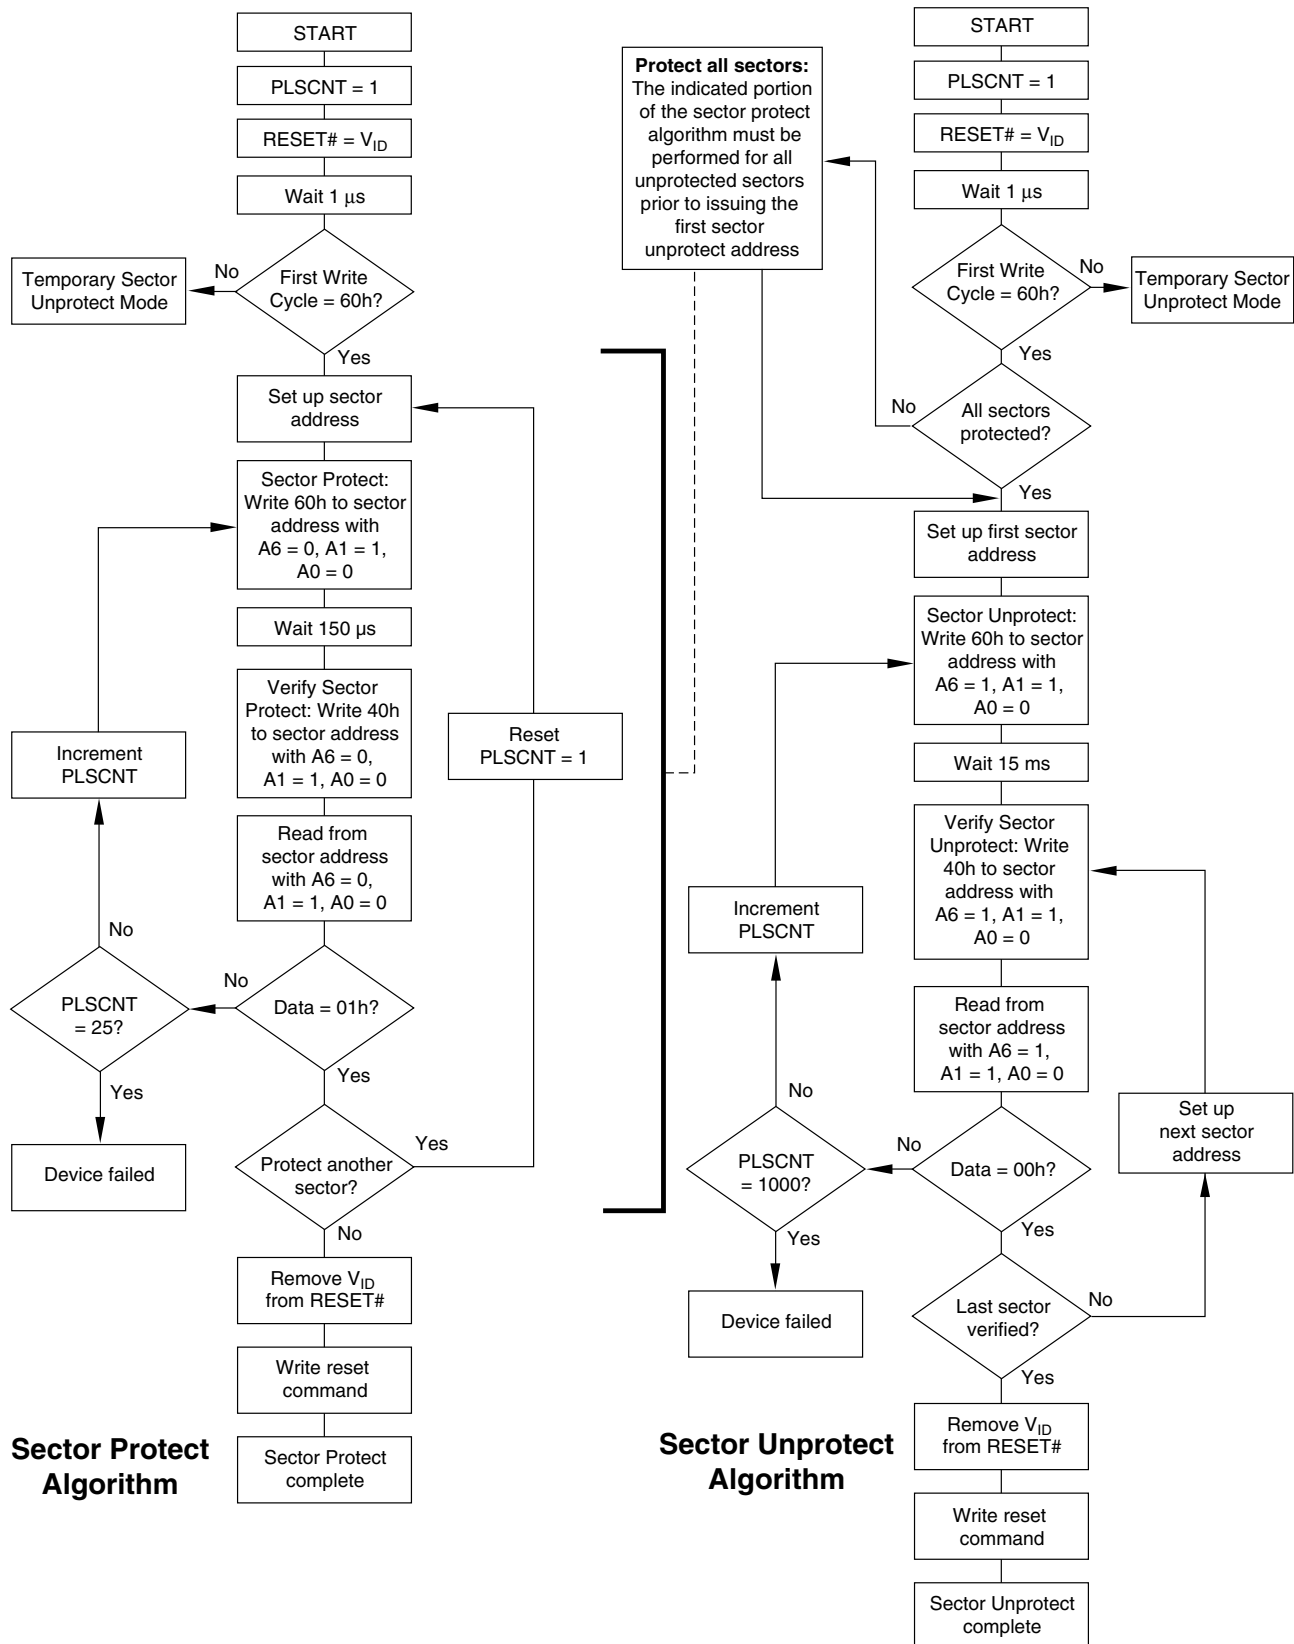 START
PLSCNT = 1
RESET# = VID
Wait 1 μs
First Write
Cycle = 60h?
No
Temporary Sector
Unprotect Mode
Yes
Set up sector
address
Sector Protect:
Write 60h to sector
address with
A6 = 0, A1 = 1,
A0 = 0
Wait 150 µs
Verify Sector
Protect: Write 40h
to sector address
with A6 = 0,
A1 = 1, A0 = 0
Increment
PLSCNT
Reset
PLSCNT = 1
Read from
sector address
with A6 = 0,
A1 = 1, A0 = 0
No
No
PLSCNT
= 25?
Data = 01h?
Yes
Yes
Device failed
Protect another
sector?
Yes
No
Remove VID
from RESET#
Write reset
command
Sector Protect
complete
Sector Protect
Algorithm
Protect all sectors:
The indicated portion
of the sector protect
algorithm must be
performed for all
unprotected sectors
prior to issuing the
first sector
unprotect address
START
PLSCNT = 1
RESET# = VID
Wait 1 μs
First Write
Cycle = 60h?
No
Temporary Sector
Unprotect Mode
Yes
No
All sectors
protected?
Yes
Set up first sector
address
Sector Unprotect:
Write 60h to sector
address with
A6 = 1, A1 = 1,
A0 = 0
Wait 15 ms
Verify Sector
Unprotect: Write
40h to sector
address with
A6 = 1, A1 = 1,
A0 = 0
Increment
PLSCNT
Read from
sector address
with A6 = 1,
A1 = 1, A0 = 0
No
No
Set up
next sector
address
PLSCNT
= 1000?
Data = 00h?
Yes
Yes
Device failed
Last sector
verified?
No
Yes
Remove VID
from RESET#
Write reset
command
Sector Unprotect
complete
Sector Unprotect
Algorithm